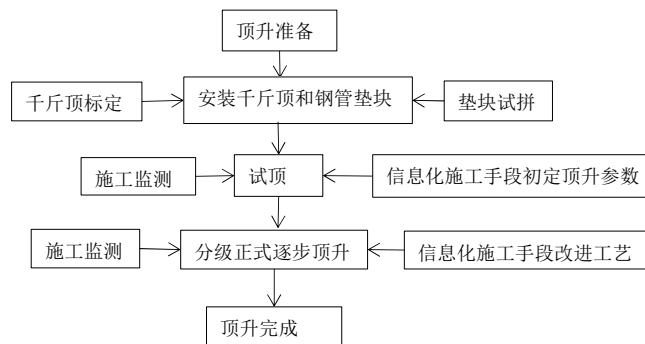 顶升准备
千斤顶标定
安装千斤顶和钢管垫块
垫块试拼
施工监测
试顶
信息化施工手段初定顶升参数
施工监测
分级正式逐步顶升
信息化施工手段改进工艺
顶升完成